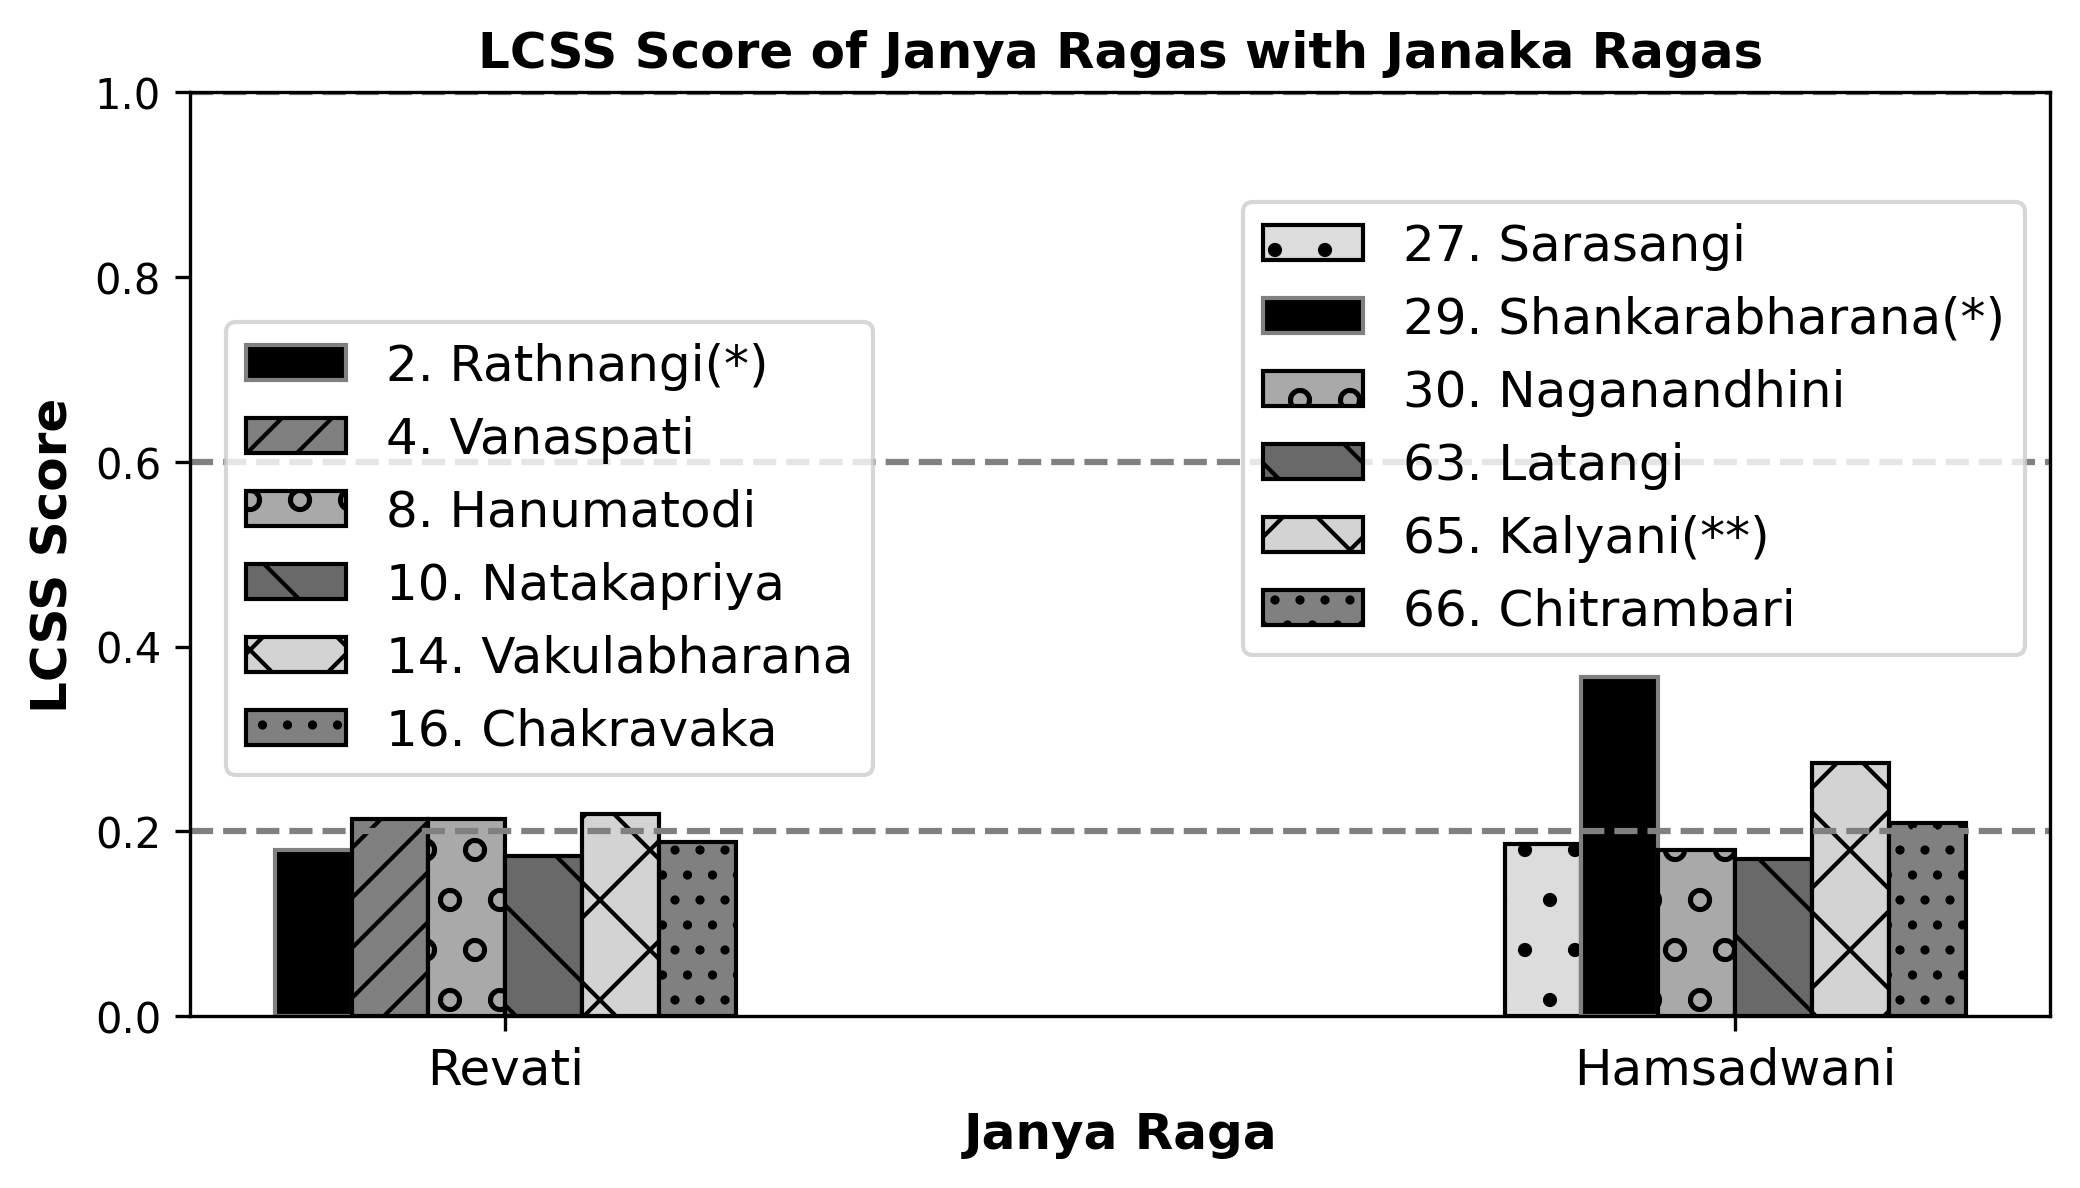 LCSS Score of Janya Ragas with Janaka Ragas
LCSS Score
1.0
0.8
0.6
0.4
0.2
0.0
2. Rathnangi(*)
4. Vanaspati
8. Hanumatodi
10. Natakapriya
14. Vakulabharana
16. Chakravaka
27. Sarasangi
29. Shankarabharana(*)
30. Naganandhini
63. Latangi
65. Kalyani(**)
66. Chitrambari
Revati
Hamsadwani
Janya Raga